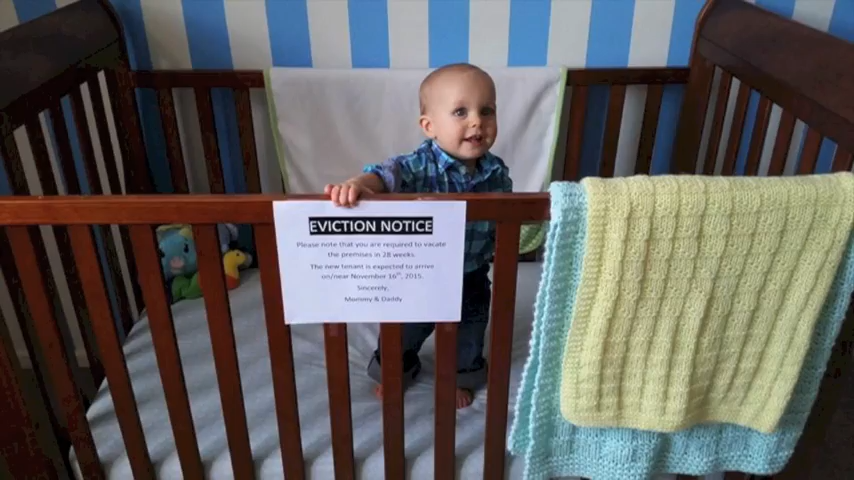 EVICTION NOTICE
Please note that you are required to vacate
the premises in 28 weeks.
The new tenant is expected to arrive
on/near November 16th, 2015.
Sincerely,
Mommy & Daddy